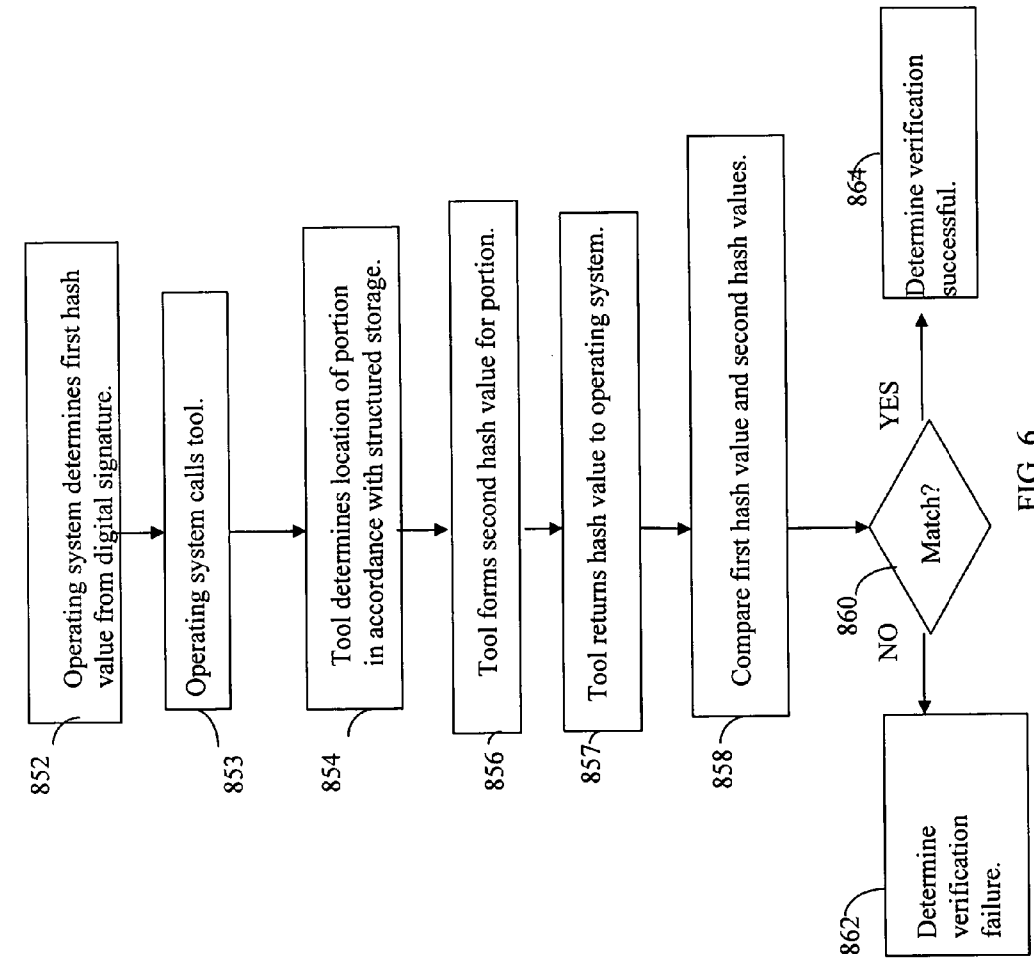 852
Operating system determines first hash
value from digital signature.
853
Operating system calls tool.
854
Tool determines location of portion
in accordance with structured storage.
856
Tool forms second hash value for portion.
857
Tool returns hash value to operating system.
858
Compare first hash value and second hash values.
860
Match?
NO
YES
862
Determine
verification
failure.
864
Determine verification
successful.
FIG. 6